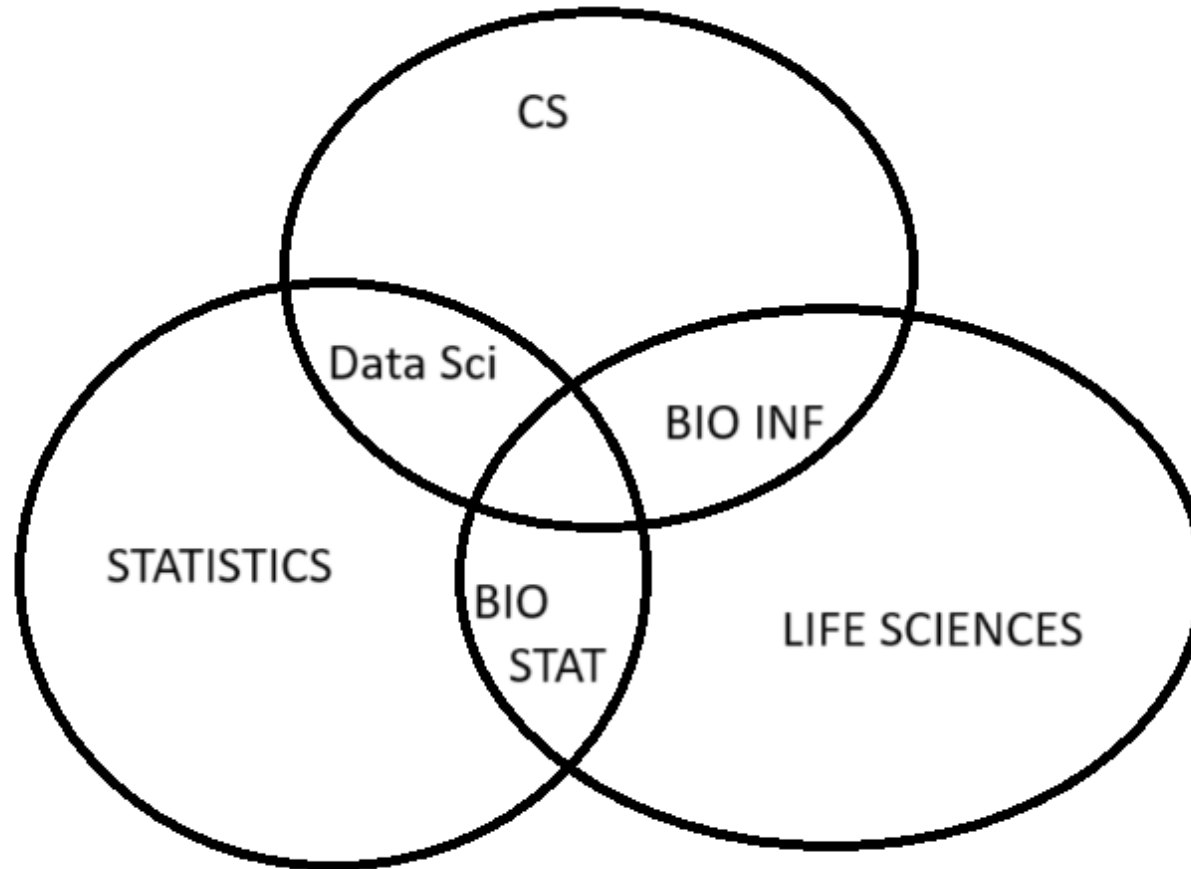 CS
Data Sci
BIO INF
STATISTICS
BIO
STAT
LIFE SCIENCES